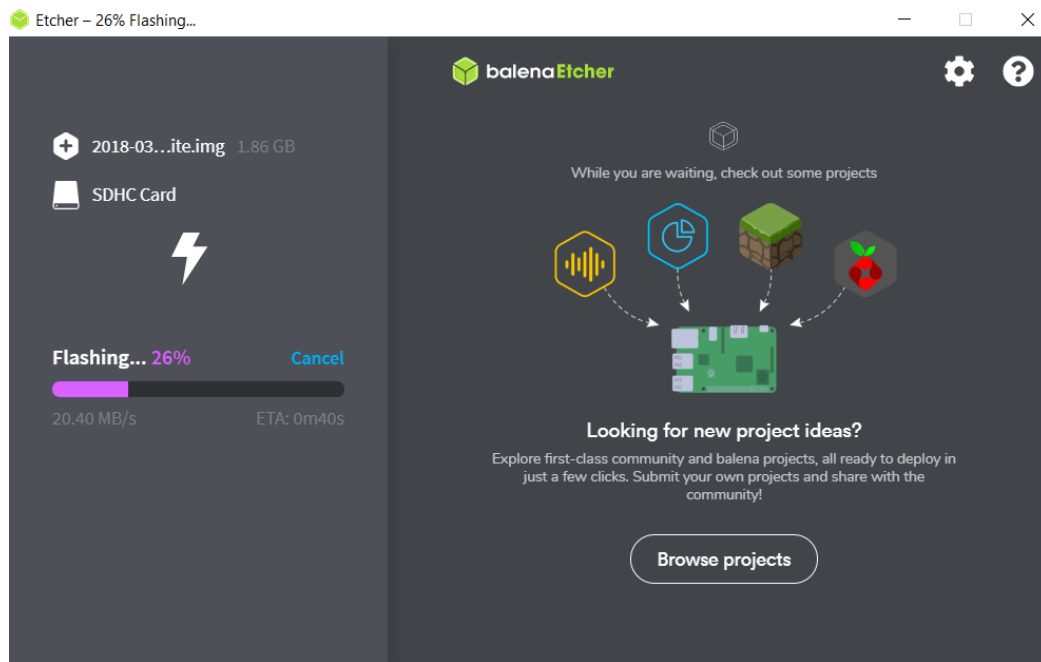 Etcher – 26% Flashing...
balenaEtcher
2018-03...ite.img 1.86 GB
SDHC Card
Flashing... 26% Cancel
20.40 MB/s ETA: 0m40s
While you are waiting, check out some projects
Looking for new project ideas?
Explore first-class community and balena projects, all ready to deploy in
just a few clicks. Submit your own projects and share with the
community!
Browse projects